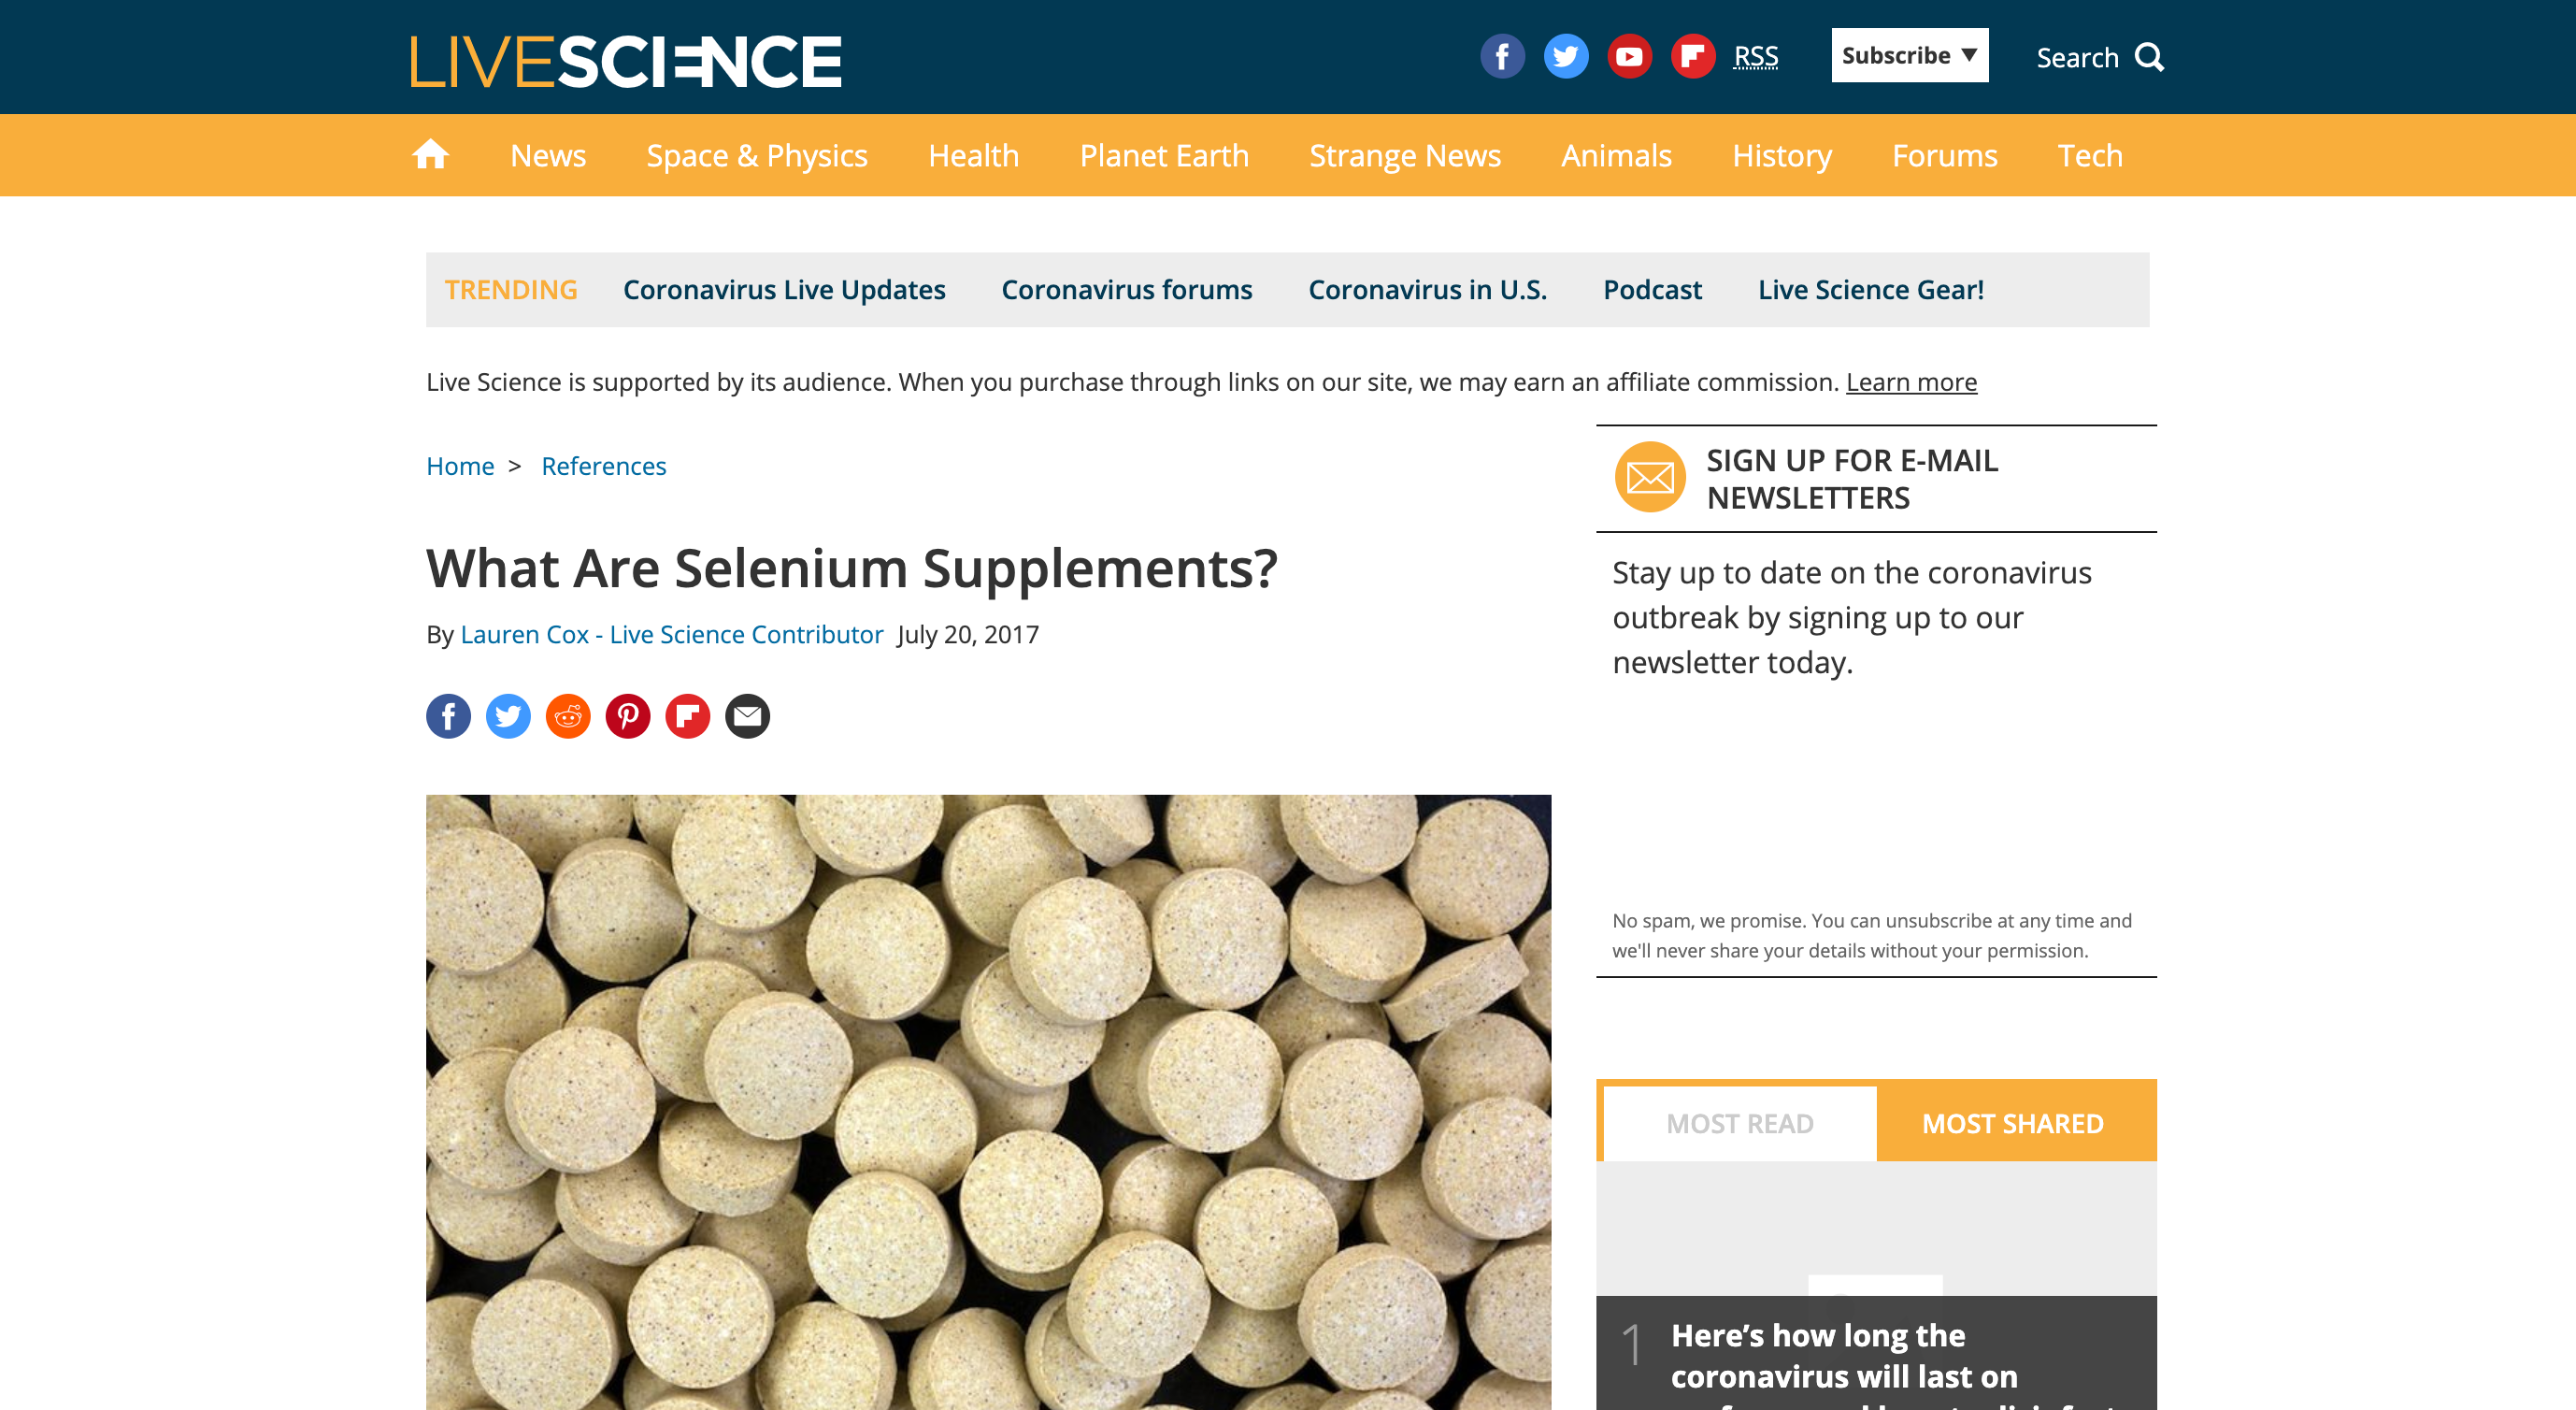 LIVESCIENCE
RSS
Subscribe ▼
Search
News
Space & Physics
Health
Planet Earth
Strange News
Animals
History
Forums
Tech
TRENDING
Coronavirus Live Updates
Coronavirus forums
Coronavirus in U.S.
Podcast
Live Science Gear!
Live Science is supported by its audience. When you purchase through links on our site, we may earn an affiliate commission. Learn more
Home > References
What Are Selenium Supplements?
By Lauren Cox - Live Science Contributor July 20, 2017
SIGN UP FOR E-MAIL
NEWSLETTERS
Stay up to date on the coronavirus
outbreak by signing up to our
newsletter today.
No spam, we promise. You can unsubscribe at any time and
we'll never share your details without your permission.
MOST READ
MOST SHARED
1
Here’s how long the
coronavirus will last on